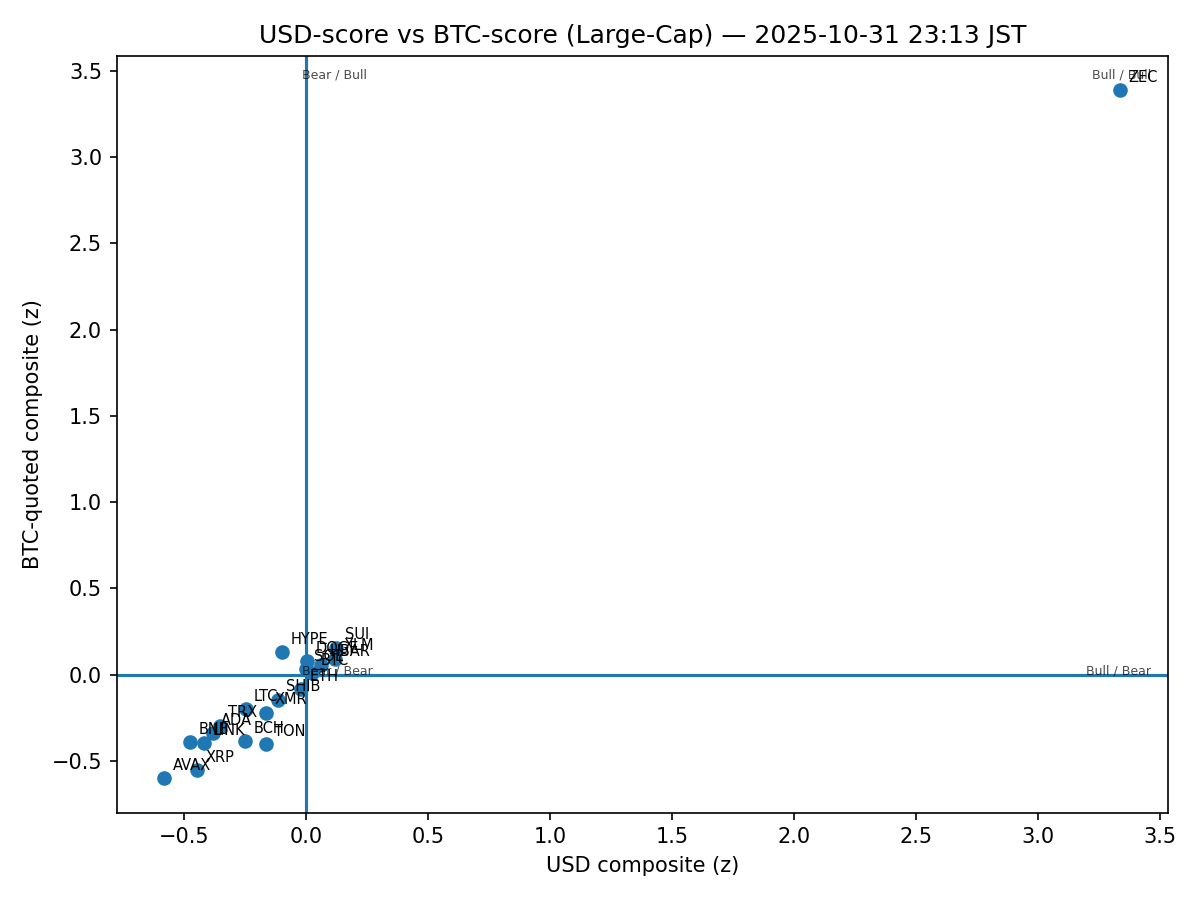 USD-score vs BTC-score (Large-Cap) — 2025-10-31 23:13 JST
3.5
3.0
2.5
2.0
1.5
1.0
0.5
0.0
−0.5
BTC-quoted composite (z)
Bear / Bull
Bull / Bull
ZEC
SUI
HYPE
XLM
ETH
Bear / Bear
Bull / Bear
SHIB
LTC
XMR
TRX
ADA
BNB
LINK
BCH
TON
XRP
AVAX
−0.5
0.0
0.5
1.0
1.5
2.0
2.5
3.0
3.5
USD composite (z)